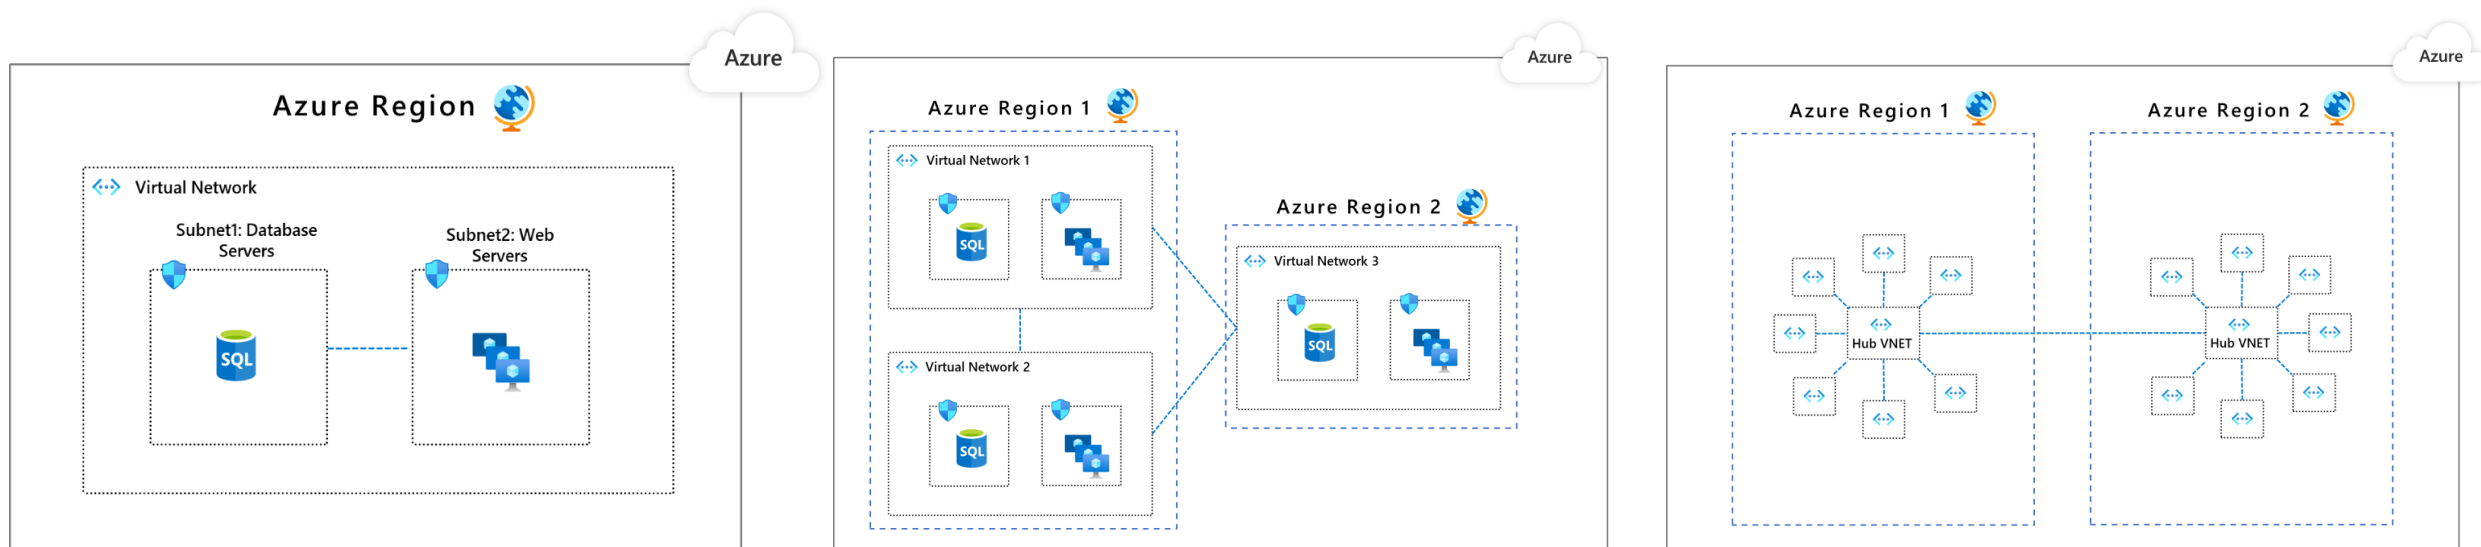 Azure
Azure Region
Virtual Network
Subnet1: Database
Servers
Subnet2: Web
Servers
SQL
Azure
Azure Region 1
Virtual Network 1
SQL
Virtual Network 2
SQL
Azure Region 2
Virtual Network 3
SQL
Azure
Azure Region 1
Hub VNET
Azure Region 2
Hub VNET